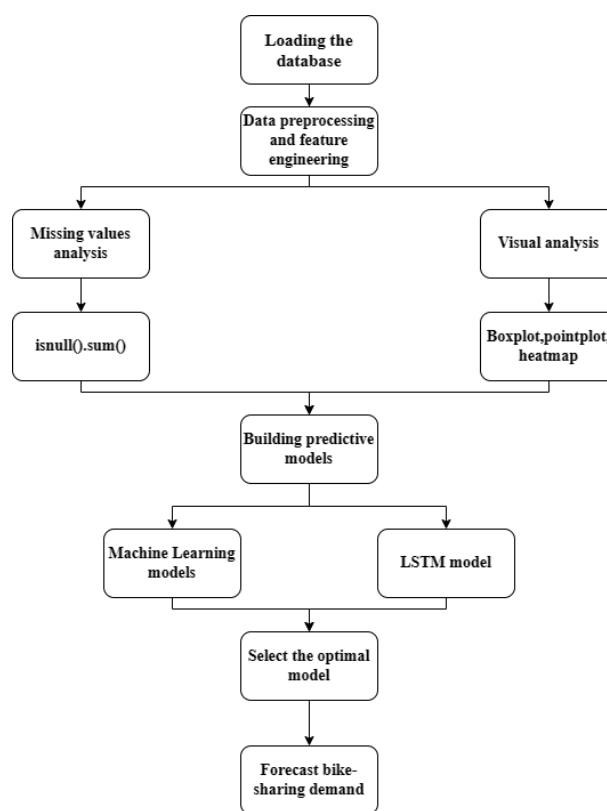 Loading the
database
Data preprocessing
and feature
engineering
Missing values
analysis
Visual analysis
isnull().sum()
Boxplot,pointplot,
heatmap
Building predictive
models
Machine Learning
models
LSTM model
Select the optimal
model
Forecast bike-
sharing demand